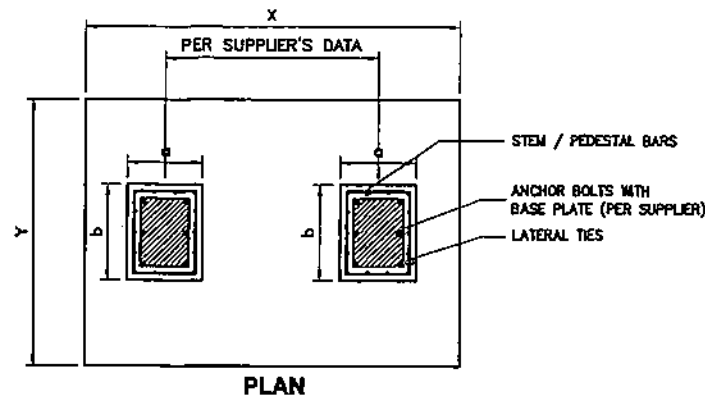 X
PER SUPPLIER'S DATA
a
a
STEM / PEDESTAL BARS
ANCHOR BOLTS WITH
BASE PLATE (PER SUPPLIER)
LATERAL TIES
Y
b
b
PLAN